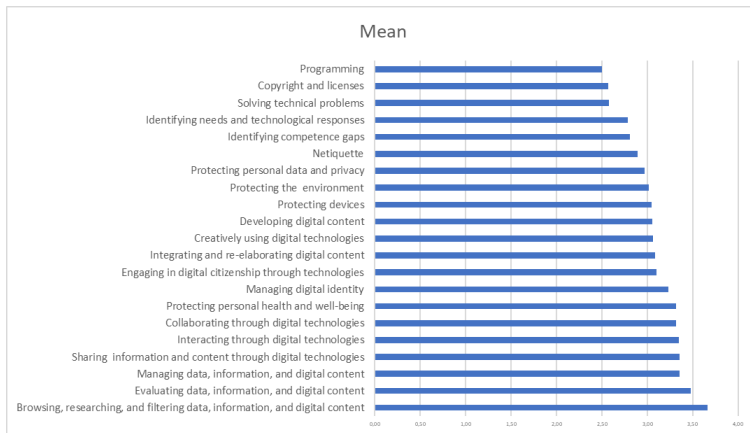 Mean
Programming
Copyright and licenses
Solving technical problems
Identifying needs and technological responses
Identifying competence gaps
Netiquette
Protecting personal data and privacy
Protecting the  environment
Protecting devices
Developing digital content
Creatively using digital technologies
Integrating and re-elaborating digital content
Engaging in digital citizenship through technologies
Managing digital identity
Protecting personal health and well-being
Collaborating through digital technologies
Interacting through digital technologies
Sharing  information and content through digital technologies
Managing data, information, and digital content
Evaluating data, information, and digital content
Browsing, researching, and filtering data, information, and digital content
0,00 0,50 1,00 1,50 2,00 2,50 3,00 3,50 4,00